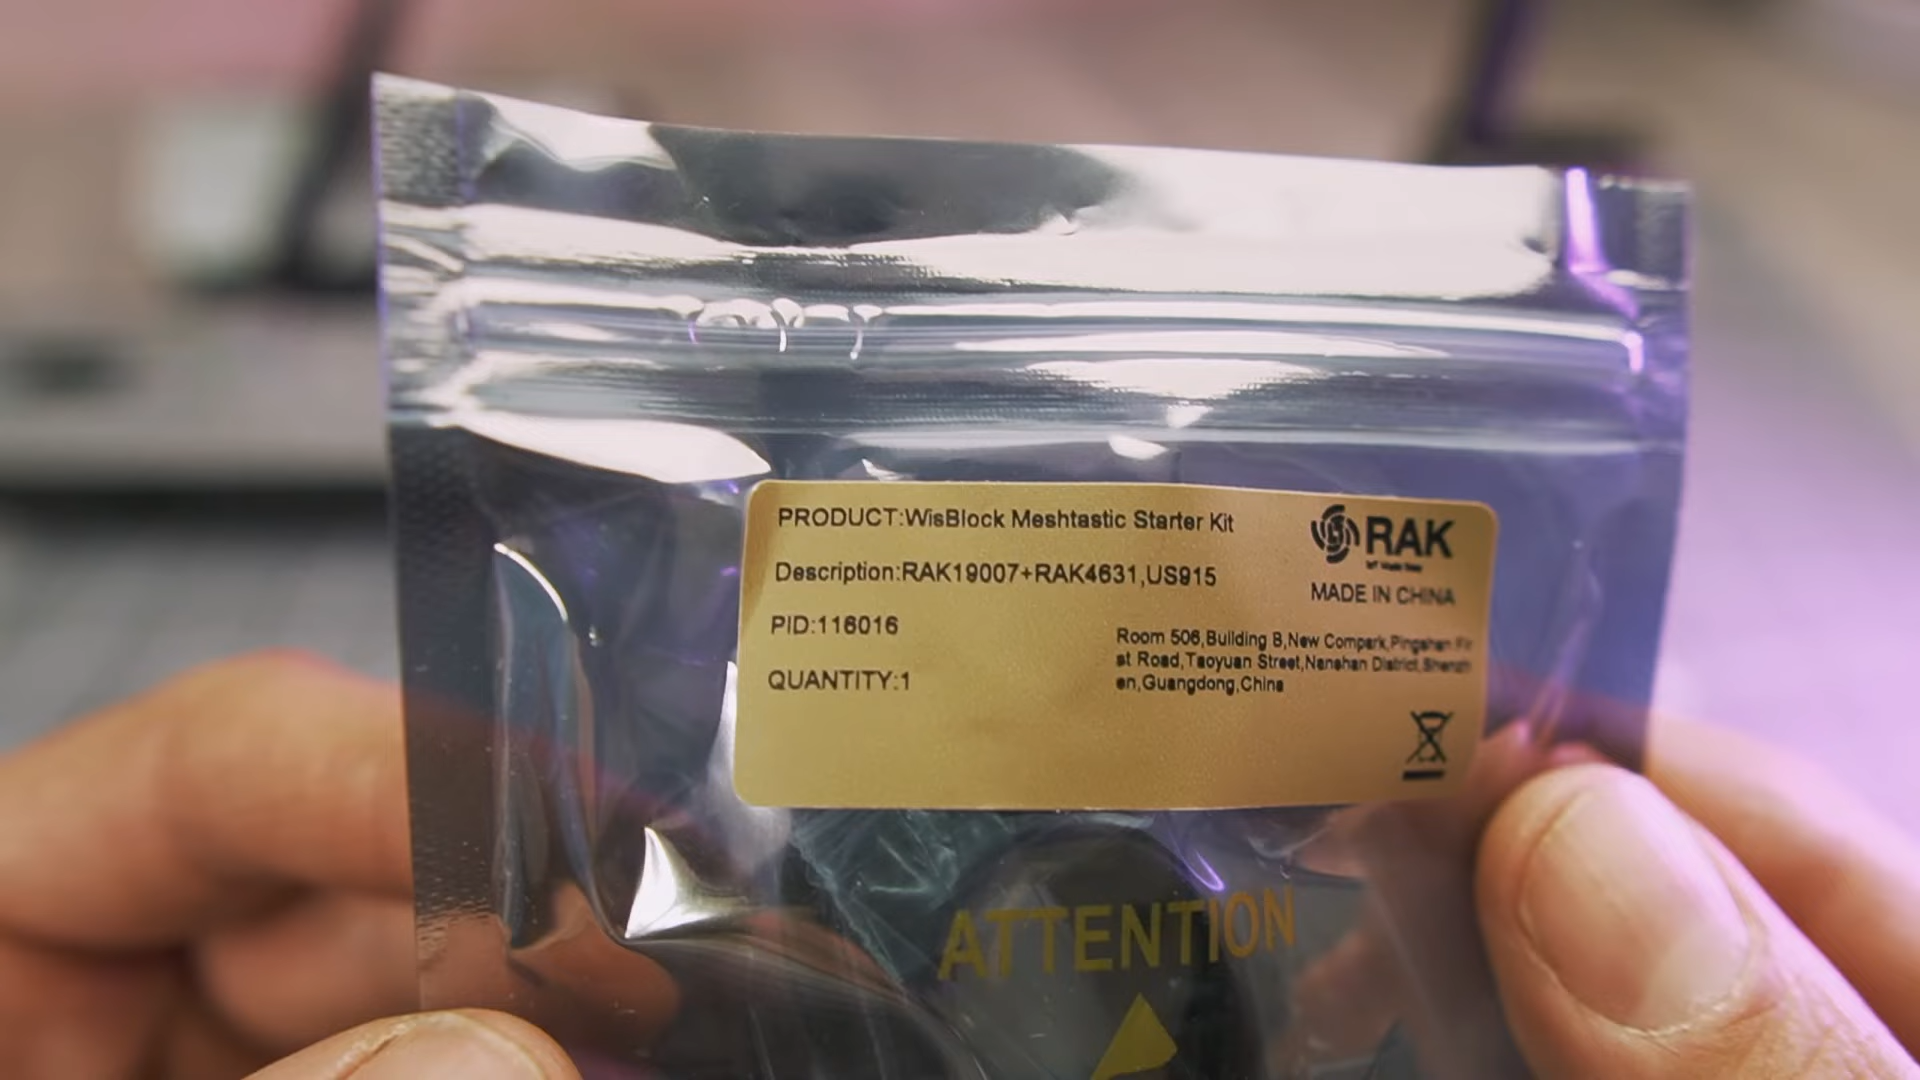 PRODUCT:WisBlock Meshtastic Starter Kit
RAK
Description:RAK19007+RAK4631,US915
MADE IN CHINA
PID:116016
Room 506,Building B,New Compark,Pingshan Fir
st Road,Taoyuan Street,Nanshan District,Shenzh
en,Guangdong,China
QUANTITY:1
ATTENTION